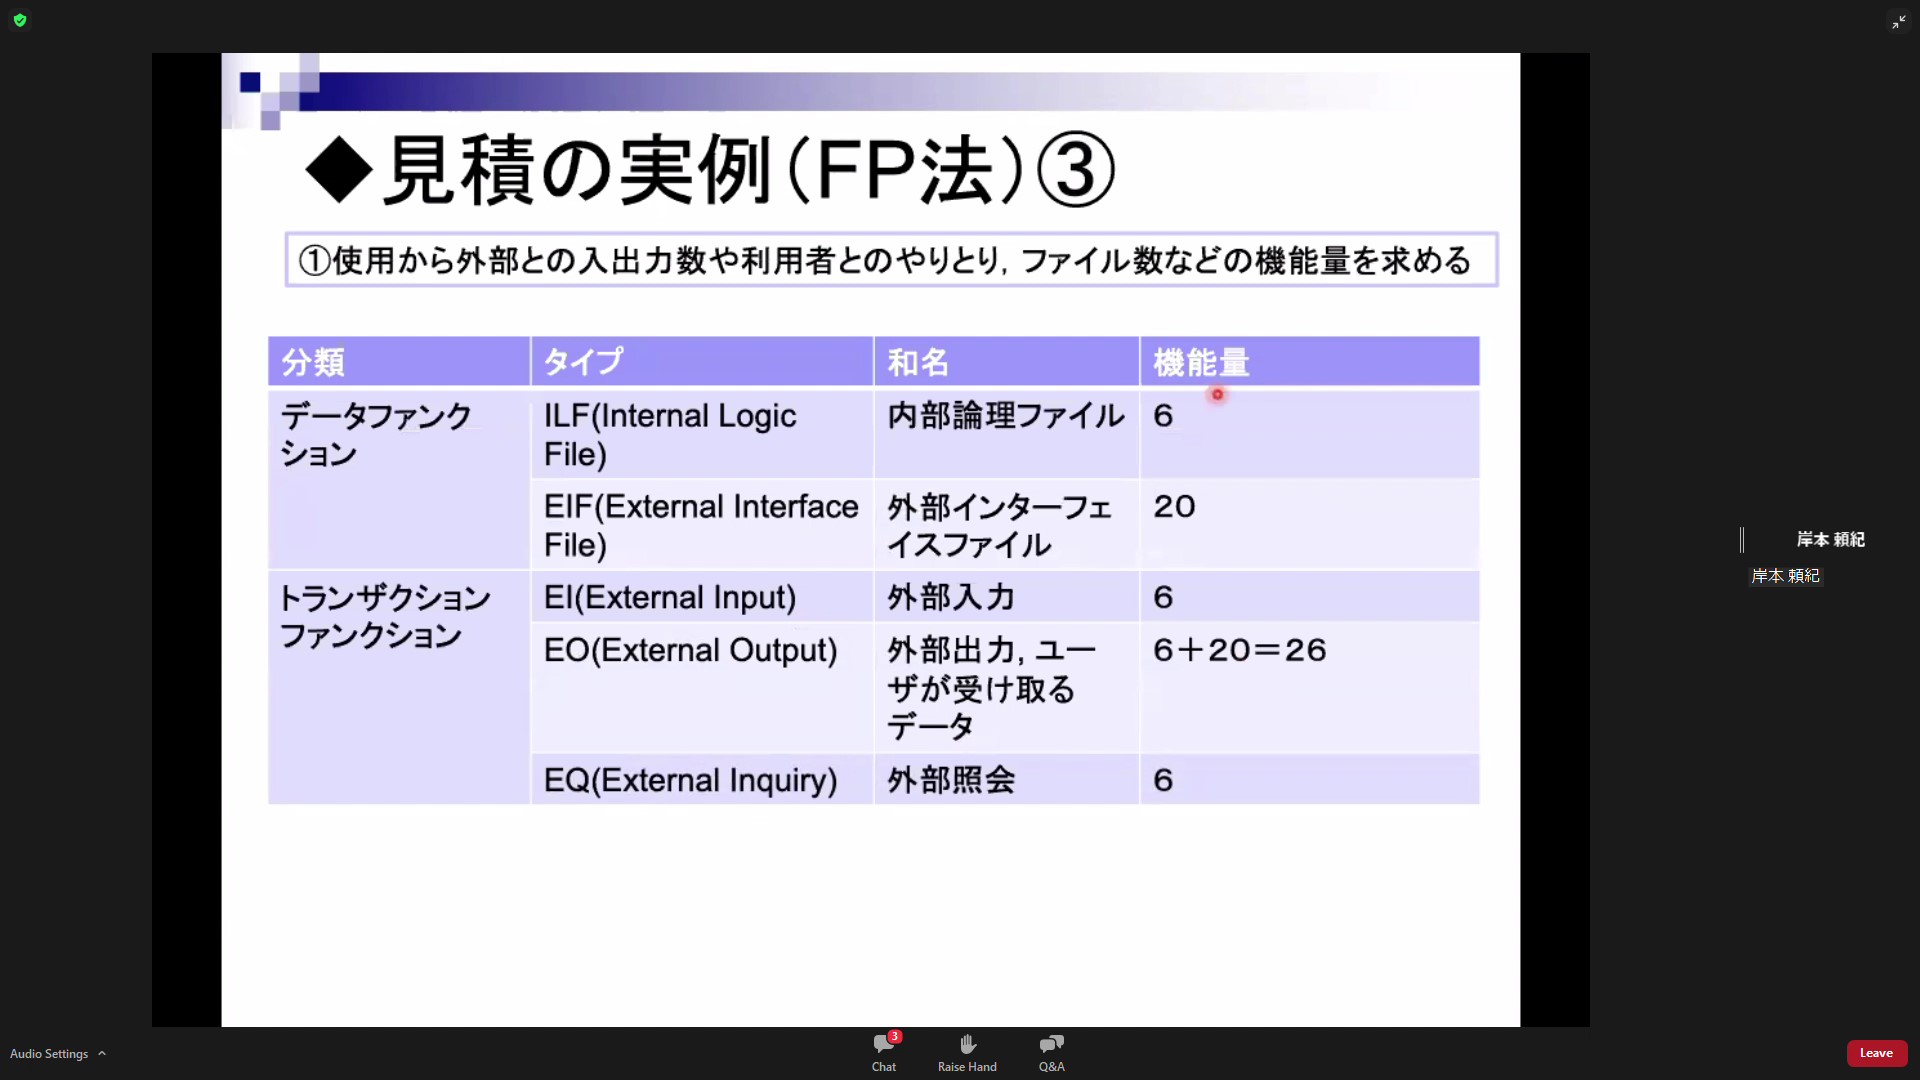 ◆見積の実例（FP法）③
①使用から外部との入出力数や利用者とのやりとり，ファイル数などの機能量を求める
分類 タイプ 和名 機能量
データファンク
ション
ILF(Internal Logic
File)
内部論理ファイル
6
EIF(External Interface
File)
外部インターフェ
イスファイル
20
トランザクション
ファンクション
EI(External Input)
外部入力
6
EO(External Output)
外部出力，ユー
ザが受け取る
データ
6＋20＝26
EQ(External Inquiry)
外部照会
6
岸本 頼紀
岸本 頼紀
Audio Settings
3
Chat
Raise Hand
Q&A
Leave